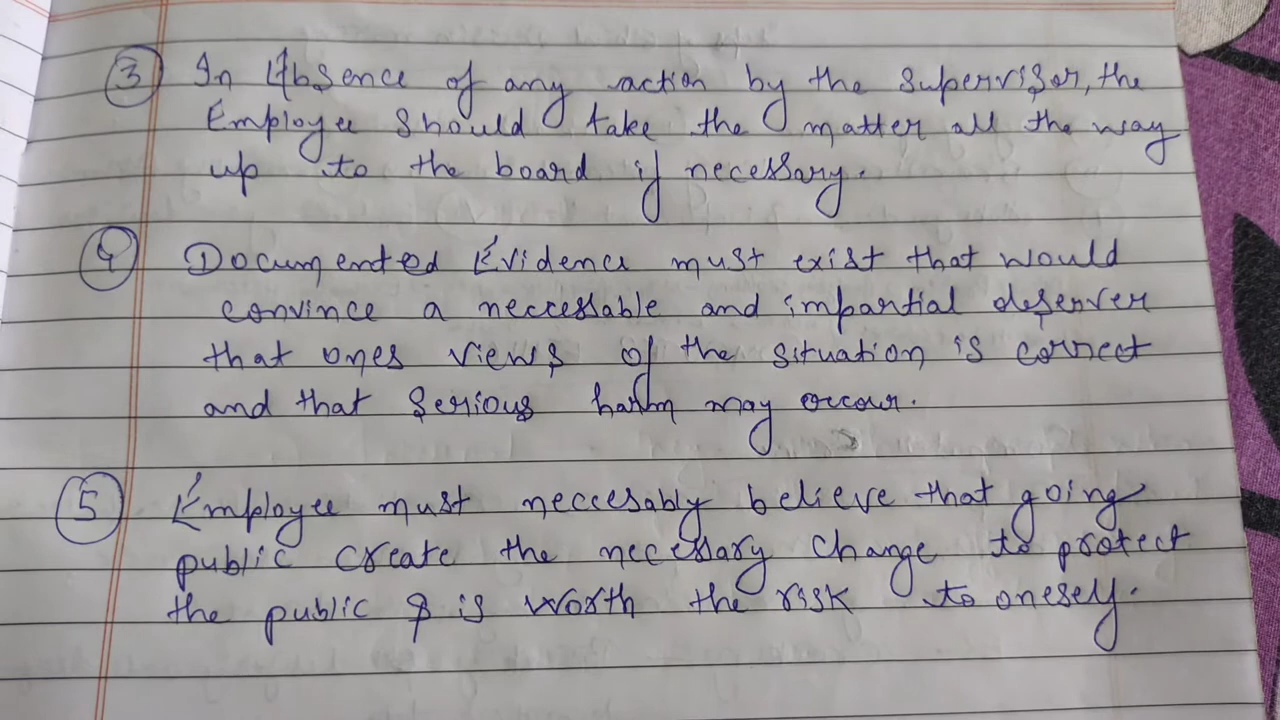 ③ In Absence of any action by the Supervisor, the
Employee Should take the matter all the way
up to the board if necessary.
④ Documented Evidence must exist that would
convince a neccessable and impartial deserver
that ones views of the situation is correct
and that Serious harm may occour.
⑤ Employee must neccesably believe that going
public create the necessary change to protect
the public & is worth the risk to onesely.